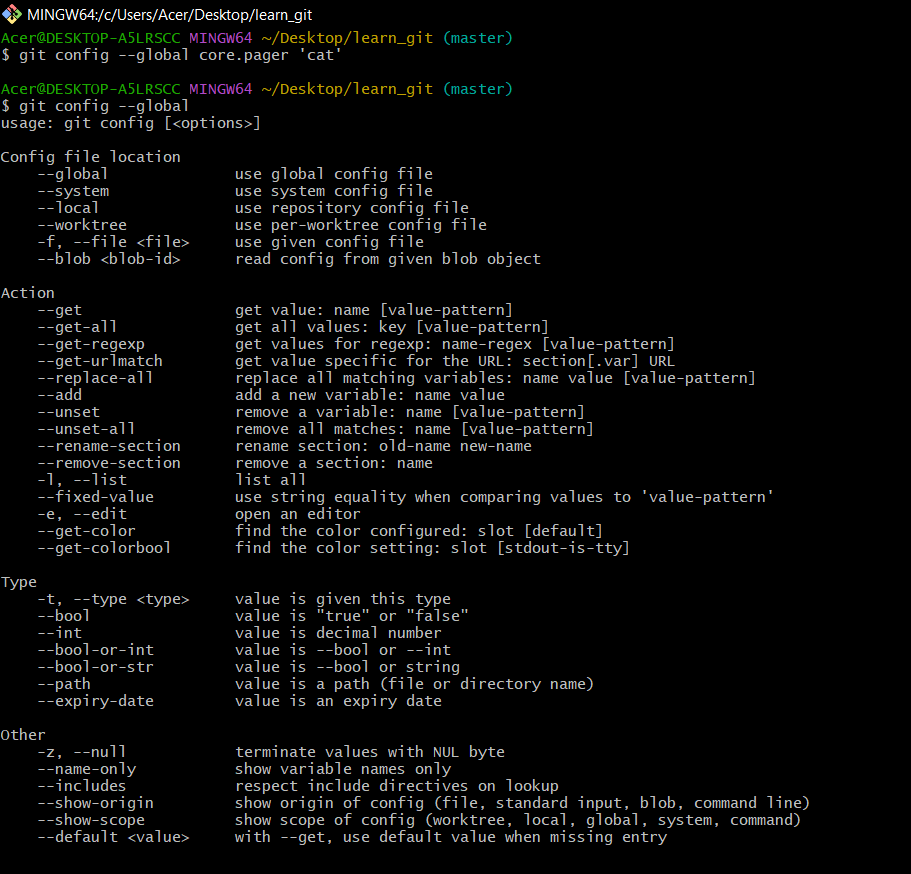 MINGW64:/c/Users/Acer/Desktop/learn_git
Acer@DESKTOP-A5LRSCC MINGW64 ~/Desktop/learn_git (master)
$ git config --global core.pager 'cat'
Acer@DESKTOP-A5LRSCC MINGW64 ~/Desktop/learn_git (master)
$ git config --global
usage: git config [<options>]
Config file location
    --global              use global config file
    --system              use system config file
    --local               use repository config file
    --worktree            use per-worktree config file
    -f, --file <file>     use given config file
    --blob <blob-id>      read config from given blob object
Action
    --get                 get value: name [value-pattern]
    --get-all             get all values: key [value-pattern]
    --get-regexp          get values for regexp: name-regex [value-pattern]
    --get-urlmatch        get value specific for the URL: section[.var] URL
    --replace-all         replace all matching variables: name value [value-pattern]
    --add                 add a new variable: name value
    --unset               remove a variable: name [value-pattern]
    --unset-all           remove all matches: name [value-pattern]
    --rename-section      rename section: old-name new-name
    --remove-section      remove a section: name
    -l, --list            list all
    --fixed-value         use string equality when comparing values to 'value-pattern'
    -e, --edit            open an editor
    --get-color           find the color configured: slot [default]
    --get-colorbool       find the color setting: slot [stdout-is-tty]
Type
    -t, --type <type>     value is given this type
    --bool                value is "true" or "false"
    --int                 value is decimal number
    --bool-or-int         value is --bool or --int
    --bool-or-str         value is --bool or string
    --path                value is a path (file or directory name)
    --expiry-date         value is an expiry date
Other
    -z, --null            terminate values with NUL byte
    --name-only           show variable names only
    --includes            respect include directives on lookup
    --show-origin         show origin of config (file, standard input, blob, command line)
    --show-scope          show scope of config (worktree, local, global, system, command)
    --default <value>     with --get, use default value when missing entry